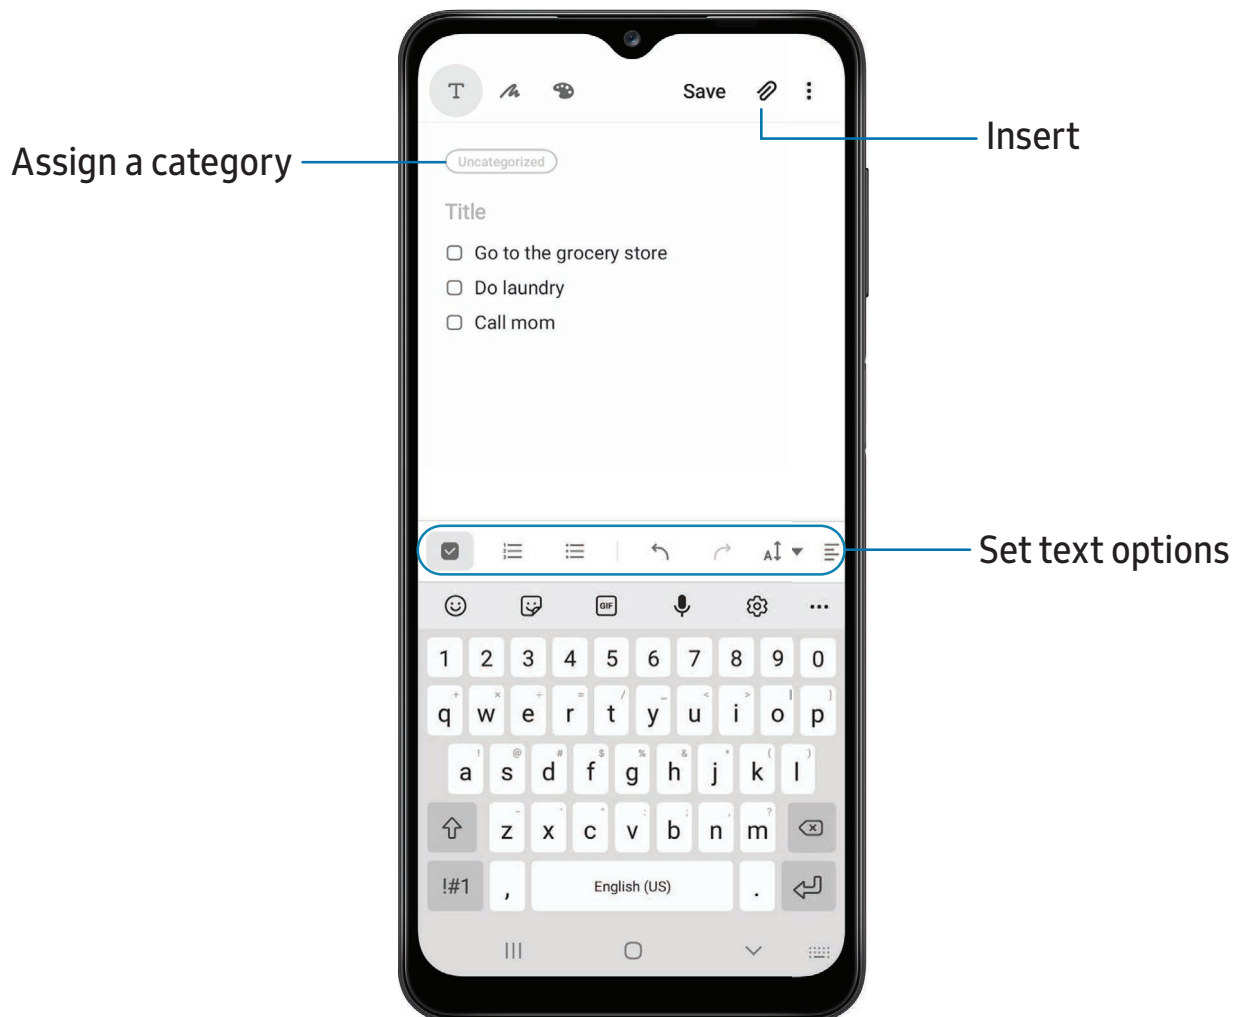 T
Save
Insert
Assign a category
Uncategorized
Title
Go to the grocery store
Do laundry
Call mom
A
Set text options
GIF
1 2 3 4 5 6 7 8 9 0
+ × ÷ = / _ < > [ ]
q w e r t y u i o p
! @ # $ % & * ( )
a s d f g h j k l
z x c v b n m
!#1 , English (US) .